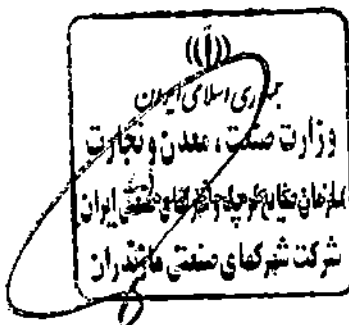 جمهوری اسلامی ایران
وزارت صنعت، معدن و تجارت
سازمان صنایع کوچک و شهرکهای صنعتی ایران
شرکت شهرکهای صنعتی مازندران